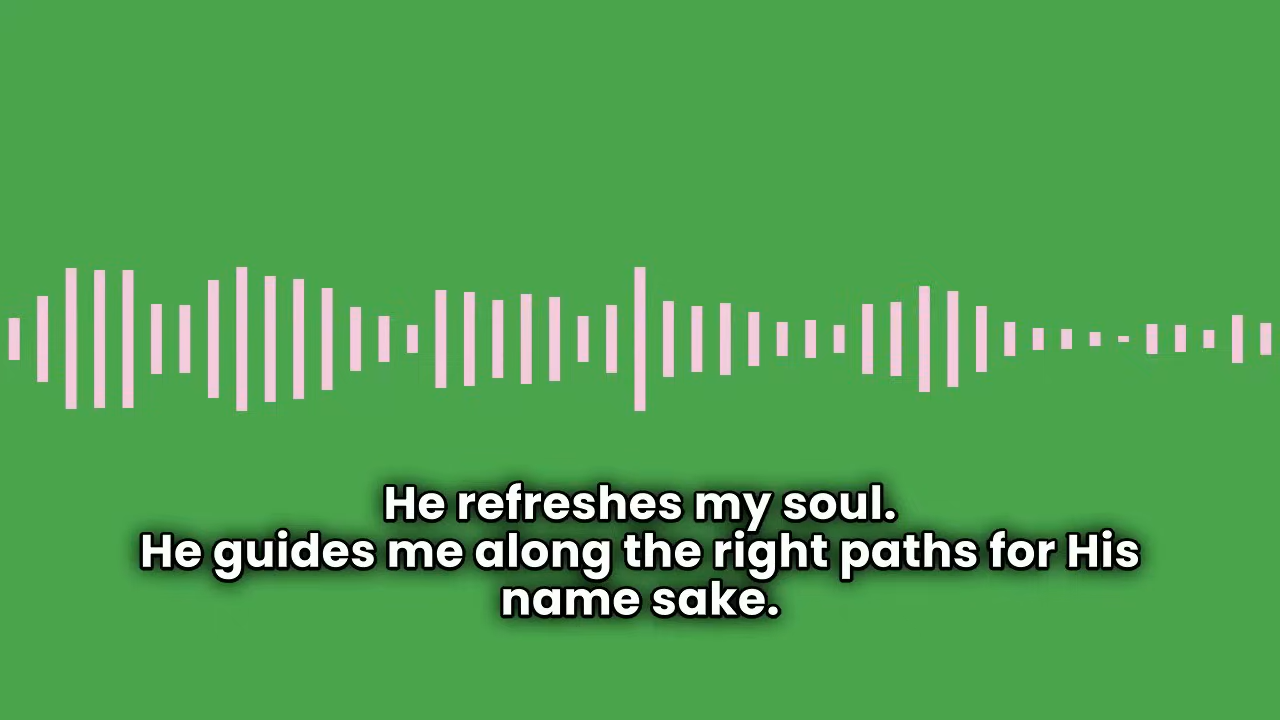 He refreshes my soul.
He guides me along the right paths for His
name sake.